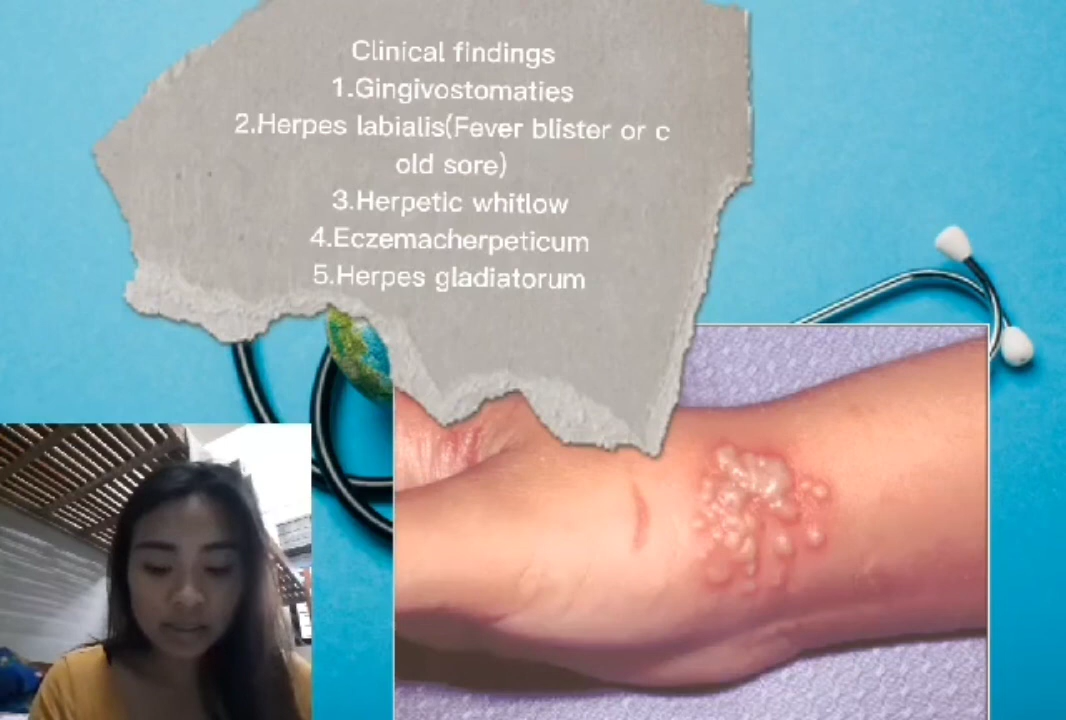 Clinical findings
1.Gingivostomaties
2.Herpes labialis(Fever blister or c
old sore)
3.Herpetic whitlow
4.Eczemacherpeticum
5.Herpes gladiatorum